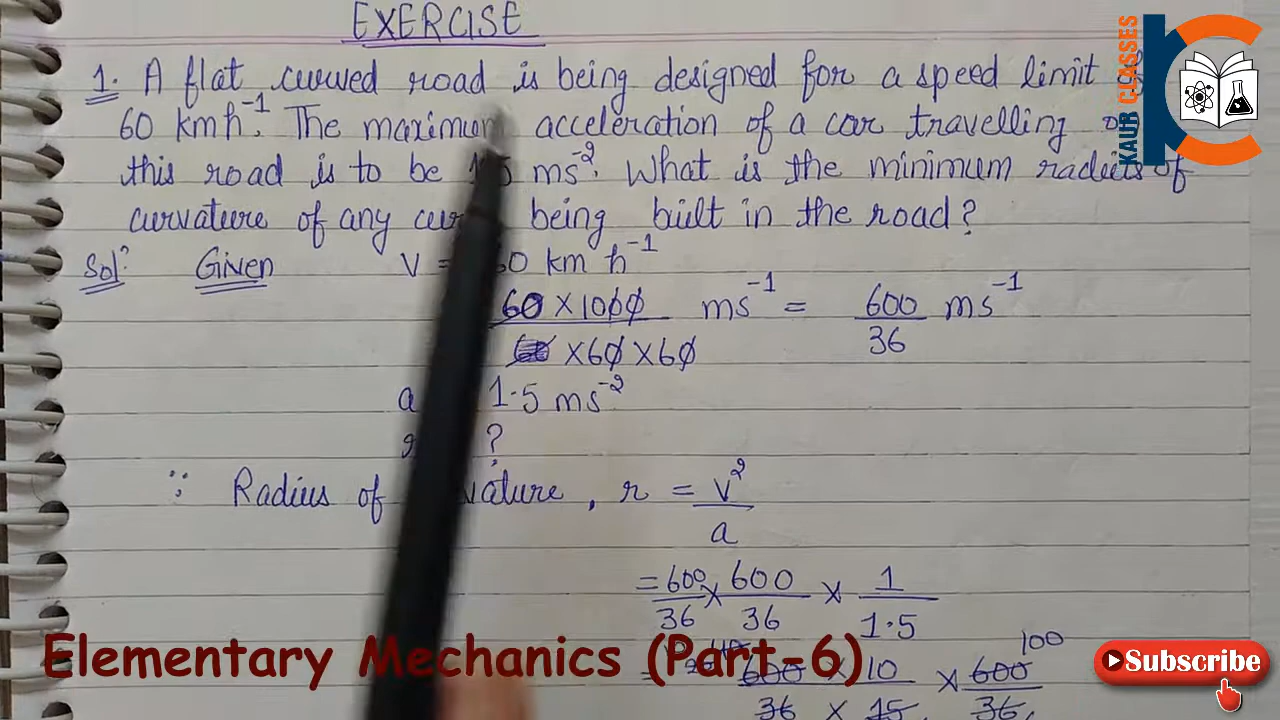 EXERCISE
1. A flat curved road is being designed for a speed limit
60 kmh⁻¹. The maximum acceleration of a car travelling
this road is to be ms⁻². What is the minimum radius of
curvature of any being built in the road?
Solⁿ. Given V = 60 km h⁻¹
60 × 1000 ms⁻¹ = 600 ms⁻¹
60 × 60 36
a 1.5 ms⁻²
?
∵ Radius of , r = v²
a
= 600 × 600 × 1
36 36 1.5
600 × 10 × 600 100
36 × 15 36
KAUR CLASSES
Elementary Mechanics (Part-6)
Subscribe